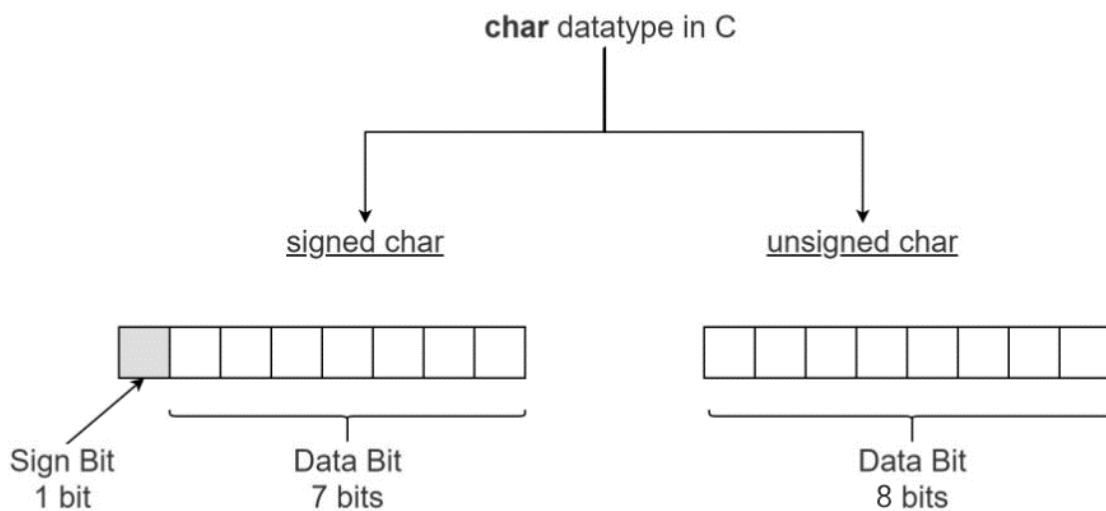 char datatype in C
signed char
unsigned char
Sign Bit
1 bit
Data Bit
7 bits
Data Bit
8 bits